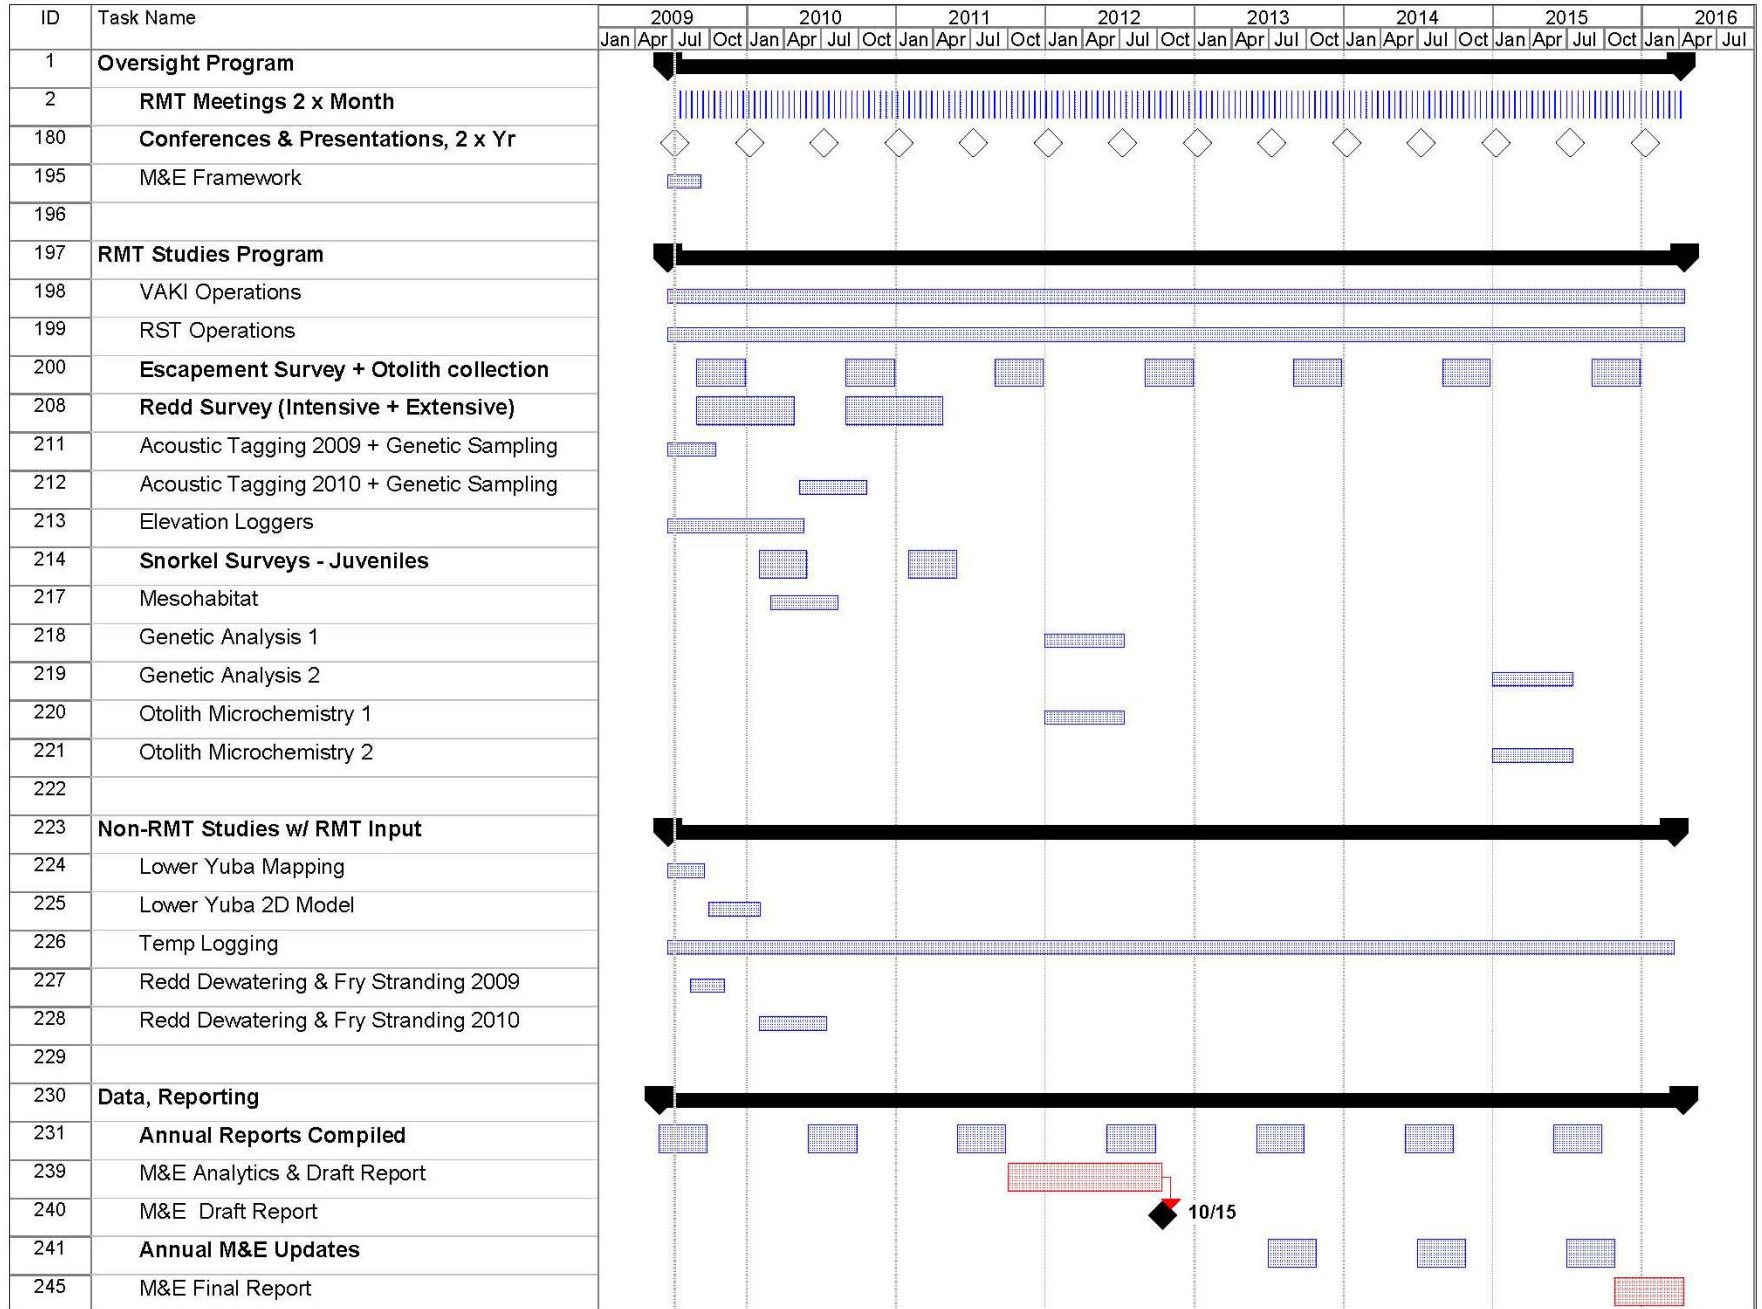 ID Task Name 2009 2010 2011 2012 2013 2014 2015 2016
Jan Apr Jul Oct Jan Apr Jul Oct Jan Apr Jul Oct Jan Apr Jul Oct Jan Apr Jul Oct Jan Apr Jul Oct Jan Apr Jul Oct Jan Apr Jul
1 Oversight Program
2 RMT Meetings 2 x Month
180 Conferences & Presentations, 2 x Yr
195 M&E Framework
196
197 RMT Studies Program
198 VAKI Operations
199 RST Operations
200 Escapement Survey + Otolith collection
208 Redd Survey (Intensive + Extensive)
211 Acoustic Tagging 2009 + Genetic Sampling
212 Acoustic Tagging 2010 + Genetic Sampling
213 Elevation Loggers
214 Snorkel Surveys - Juveniles
217 Mesohabitat
218 Genetic Analysis 1
219 Genetic Analysis 2
220 Otolith Microchemistry 1
221 Otolith Microchemistry 2
222
223 Non-RMT Studies w/ RMT Input
224 Lower Yuba Mapping
225 Lower Yuba 2D Model
226 Temp Logging
227 Redd Dewatering & Fry Stranding 2009
228 Redd Dewatering & Fry Stranding 2010
229
230 Data, Reporting
231 Annual Reports Compiled
239 M&E Analytics & Draft Report
240 M&E Draft Report 10/15
241 Annual M&E Updates
245 M&E Final Report